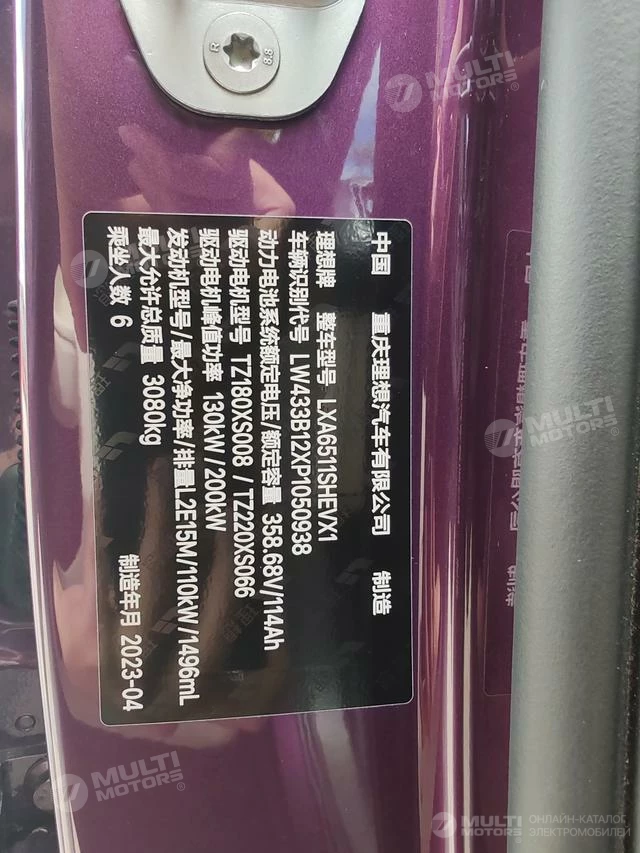 R 8.8
中国 重庆理想汽车有限公司 制造
理想牌 整车型号 LXA6511SHEVX1
车辆识别代号 LW433B12XP1050938
动力电池系统额定电压/额定容量 358.68V/114Ah
驱动电机型号 TZ180XS008 / TZ220XS066
驱动电机峰值功率 130kW / 200kW
发动机型号/最大净功率/排量L2E15M/110kW/1496mL
最大允许总质量 3080kg
乘坐人数 6 制造年月 2023-04
MULTI MOTORS
MULTI MOTORS
MULTI MOTORS
MULTI MOTORS
MULTI MOTORS
MULTI MOTORS ОНЛАЙН-КАТАЛОГ
ЭЛЕКТРОМОБИЛЕЙ